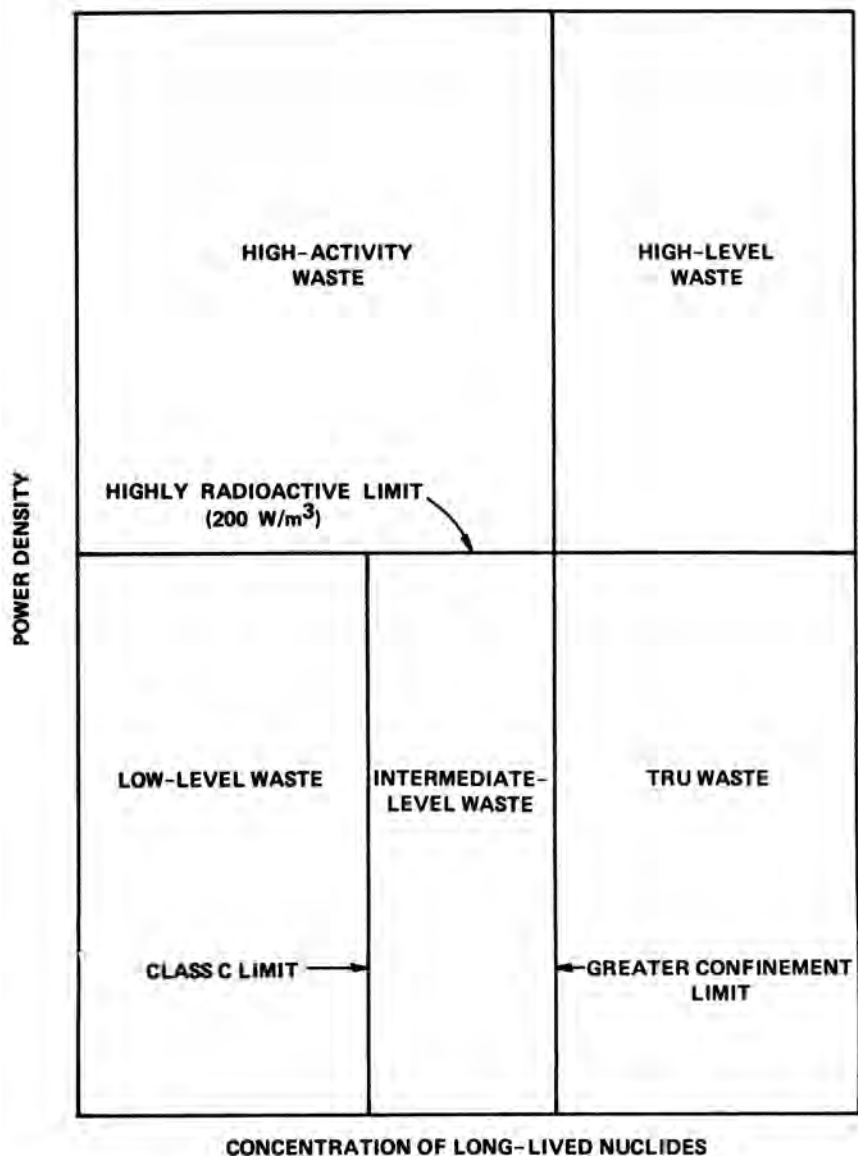 HIGH-ACTIVITY
WASTE
HIGH-LEVEL
WASTE
HIGHLY RADIOACTIVE LIMIT
(200 W/m³)
POWER DENSITY
LOW-LEVEL WASTE
INTERMEDIATE-
LEVEL WASTE
TRU WASTE
CLASS C LIMIT
GREATER CONFINEMENT
LIMIT
CONCENTRATION OF LONG-LIVED NUCLIDES